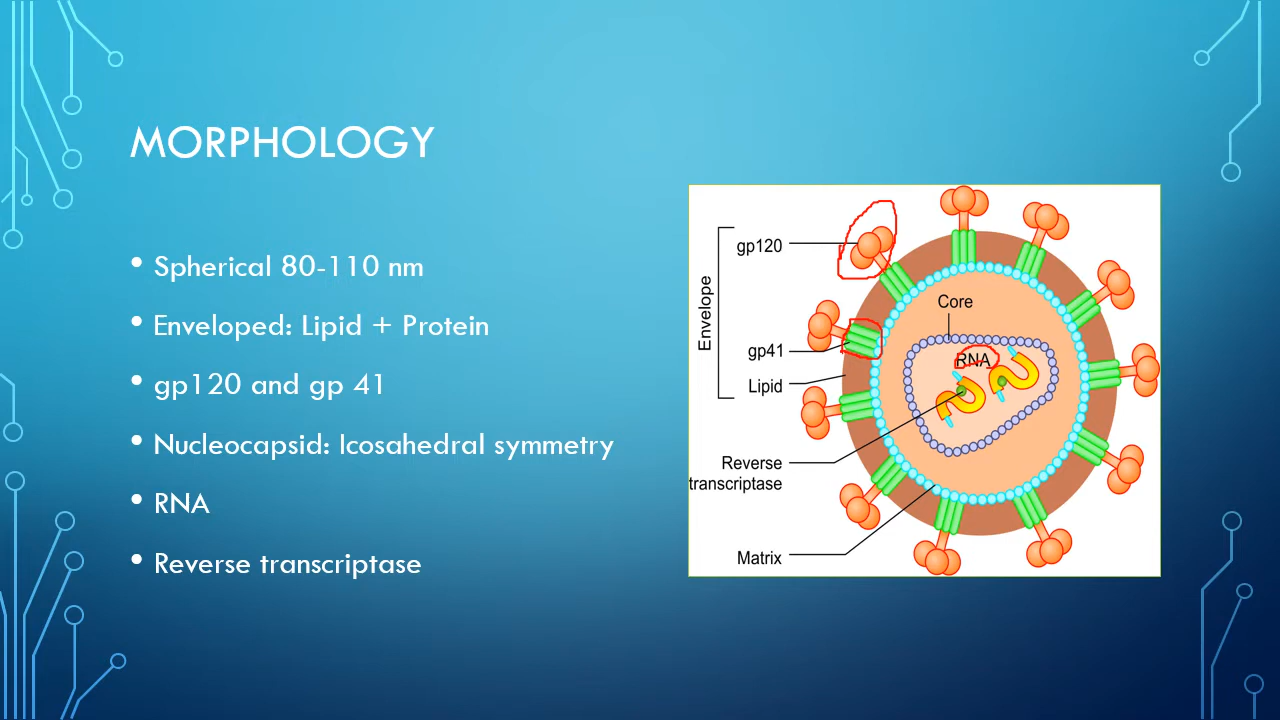 MORPHOLOGY
• Spherical 80-110 nm
• Enveloped: Lipid + Protein
• gp120 and gp 41
• Nucleocapsid: Icosahedral symmetry
• RNA
• Reverse transcriptase
Envelope
gp120
gp41
Lipid
Reverse
transcriptase
Matrix
Core
RNA